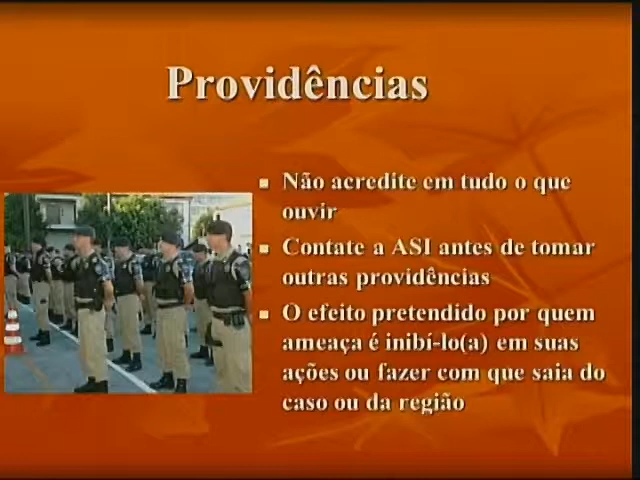 Providências
Não acredite em tudo o que
ouvir
Contate a ASI antes de tomar
outras providências
O efeito pretendido por quem
ameaça é inibí-lo(a) em suas
ações ou fazer com que saia do
caso ou da região